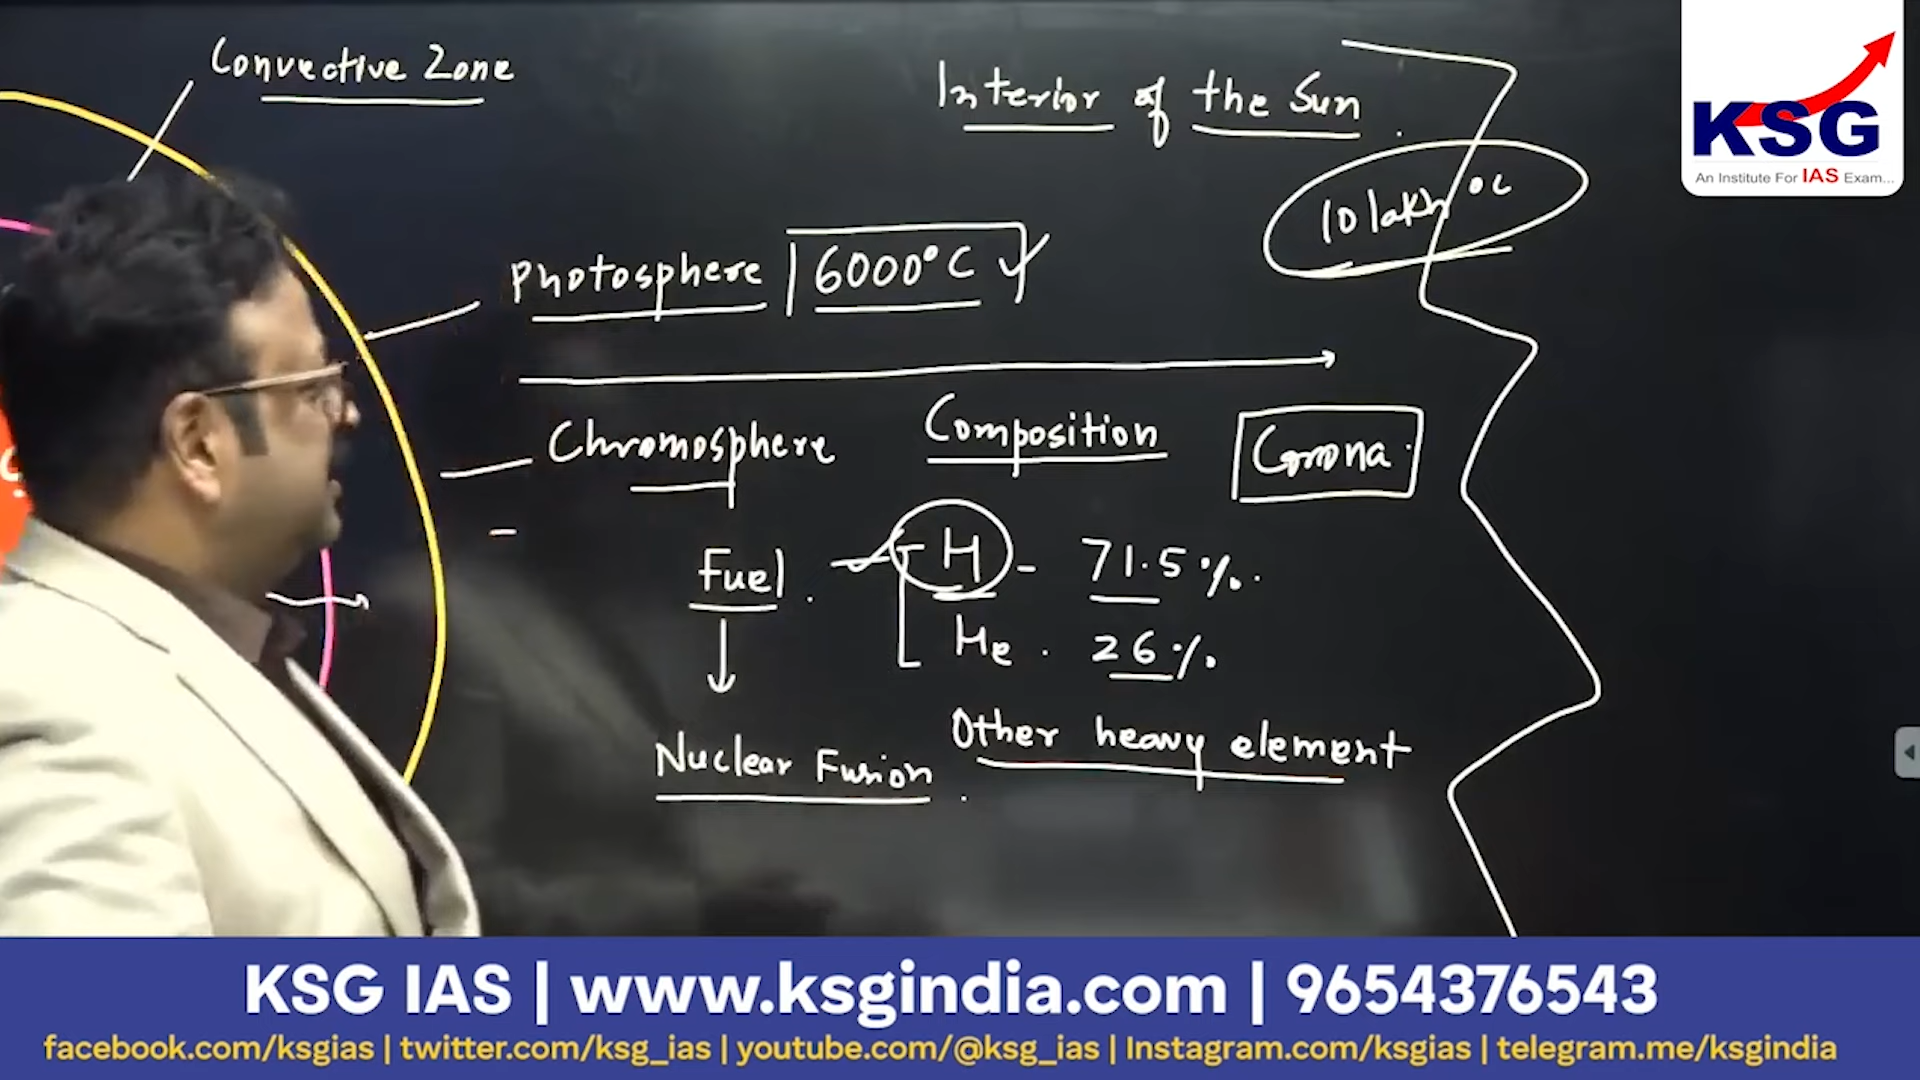 Convective Zone
Interior of the Sun.
KSG
An Institute For IAS Exam...
10 lakh °C
Photosphere 6000°C
Chromosphere
Composition
Corona
Fuel.
H - 71.5%.
He. 26%.
Nuclear Fusion.
Other heavy element
KSG IAS | www.ksgindia.com | 9654376543
facebook.com/ksgias | twitter.com/ksg_ias | youtube.com/@ksg_ias | Instagram.com/ksgias | telegram.me/ksgindia